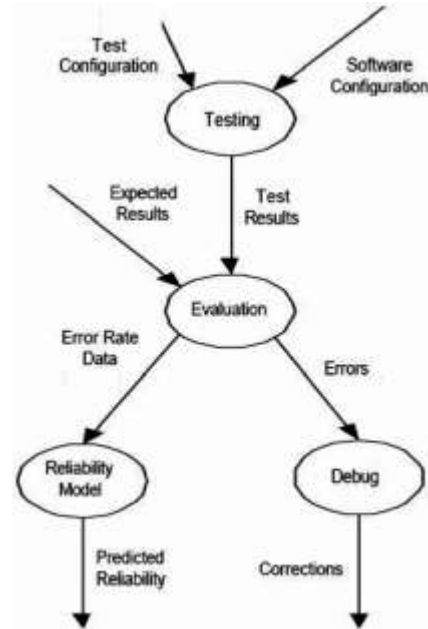 Test
Configuration
Software
Configuration
Testing
Expected
Results
Test
Results
Evaluation
Error Rate
Data
Errors
Reliability
Model
Debug
Predicted
Reliability
Corrections